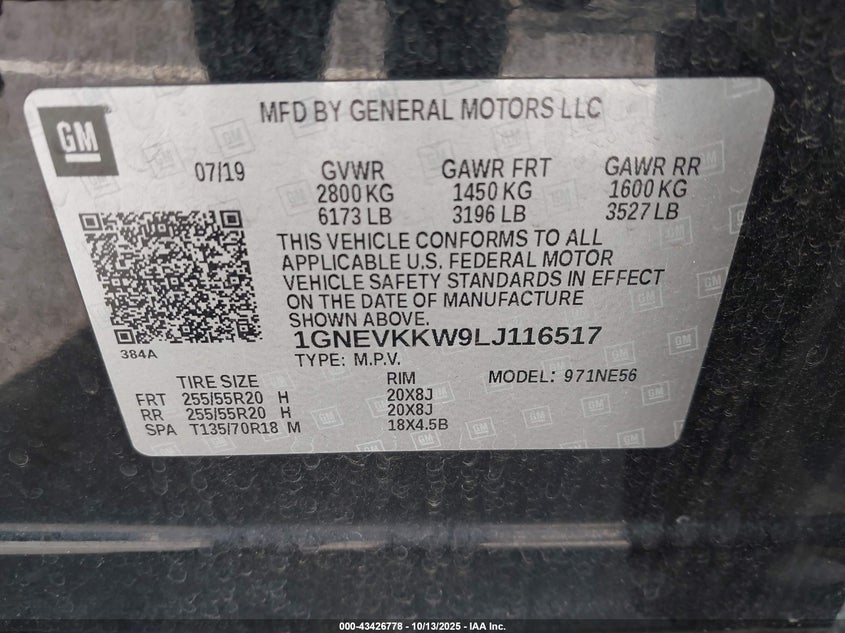 GM
MFD BY GENERAL MOTORS LLC
07/19 GVWR GAWR FRT GAWR RR
2800 KG 1450 KG 1600 KG
6173 LB 3196 LB 3527 LB
THIS VEHICLE CONFORMS TO ALL
APPLICABLE U.S. FEDERAL MOTOR
VEHICLE SAFETY STANDARDS IN EFFECT
ON THE DATE OF MANUFACTURE
SHOWN ABOVE.
384A
1GNEVKKW9LJ116517
TYPE: M.P.V.
TIRE SIZE RIM MODEL: 971NE56
FRT 255/55R20 H 20X8J
RR 255/55R20 H 20X8J
SPA T135/70R18 M 18X4.5B
000-43426778 - 10/13/2025 - IAA Inc.